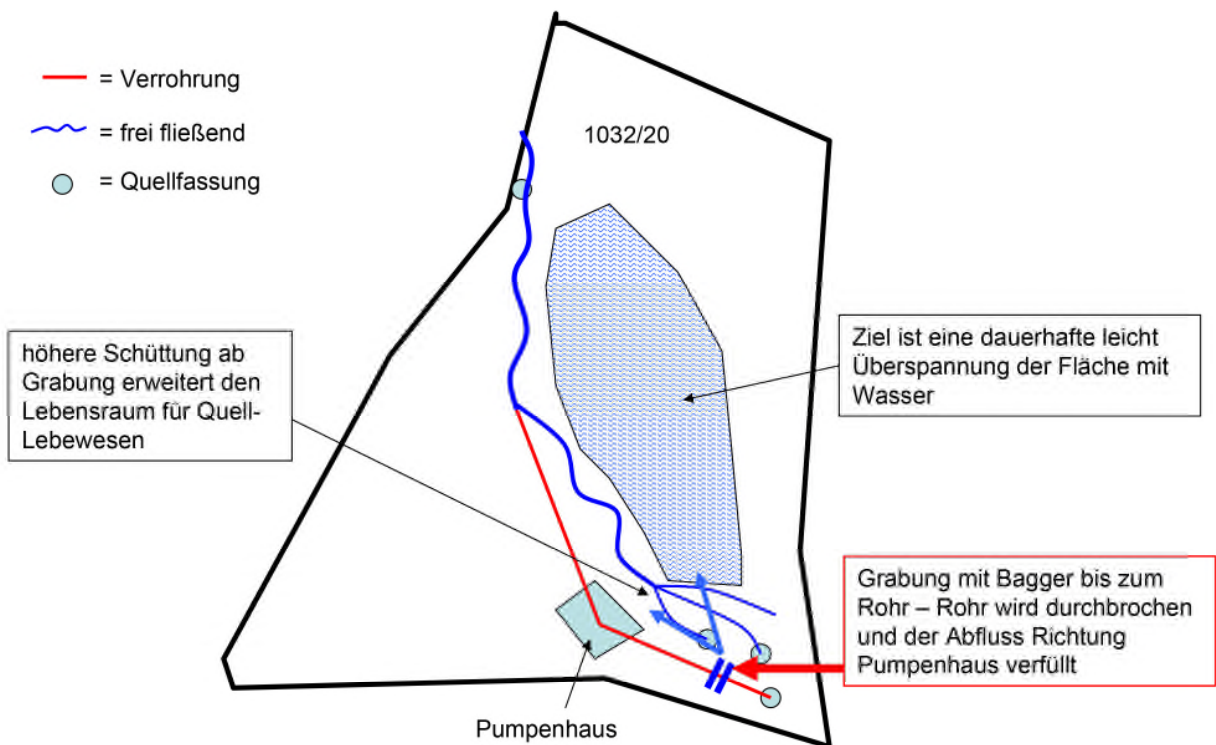 = Verrohrung
= frei fließend
= Quellfassung
1032/20
höhere Schüttung ab
Grabung erweitert den
Lebensraum für Quell-
Lebewesen
Ziel ist eine dauerhafte leicht
Überspannung der Fläche mit
Wasser
Grabung mit Bagger bis zum
Rohr – Rohr wird durchbrochen
und der Abfluss Richtung
Pumpenhaus verfüllt
Pumpenhaus